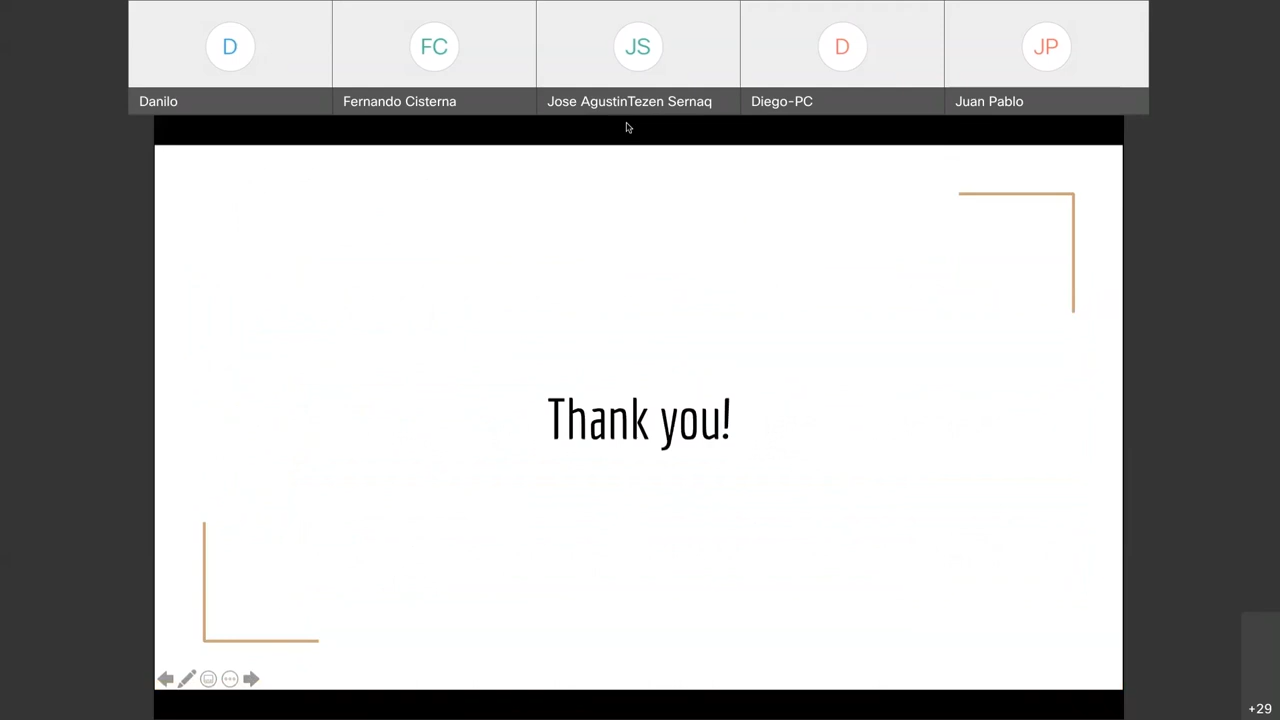 D
FC
JS
D
JP
Danilo
Fernando Cisterna
Jose AgustinTezen Sernaq
Diego-PC
Juan Pablo
Thank you!
+29